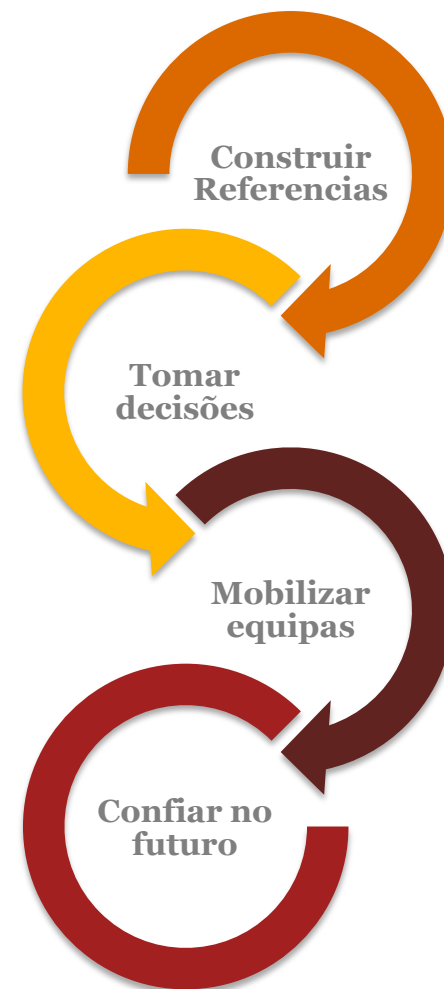 Construir
Referencias
Tomar
decisões
Mobilizar
equipas
Confiar no
futuro